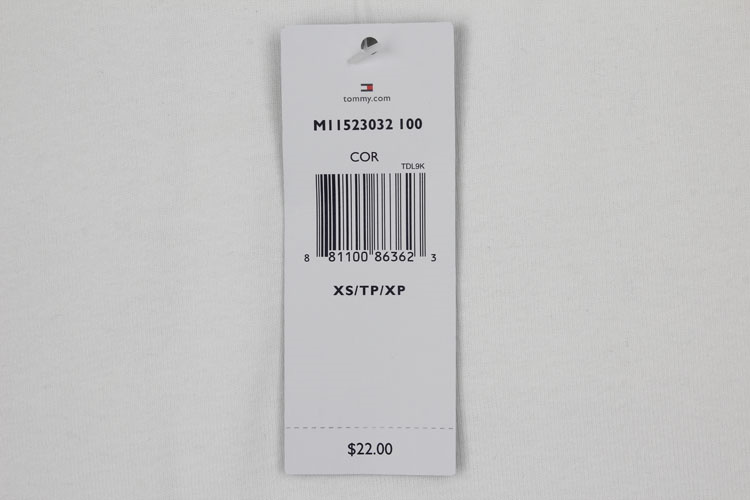 tommy.com
M11523032 100
COR
TDL9K
8 81100 86362 3
XS/TP/XP
$22.00